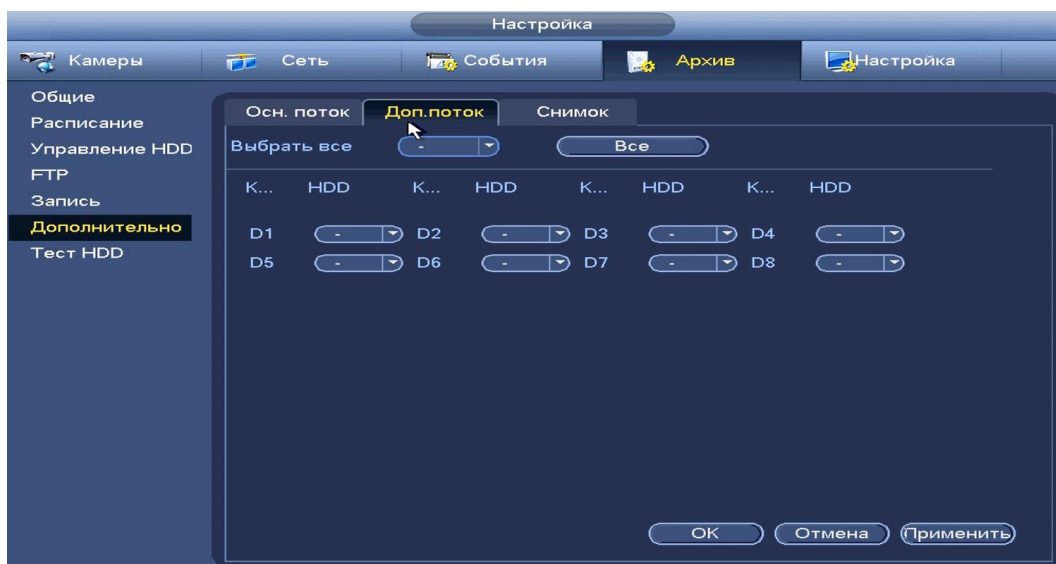 Настройка
Камеры Сеть События Архив Настройка
Общие
Расписание
Управление HDD
FTP
Запись
Дополнительно
Тест HDD
Осн. поток Доп.поток Снимок
Выбрать все - Все
К... HDD К... HDD К... HDD К... HDD
D1 - D2 - D3 - D4 -
D5 - D6 - D7 - D8 -
OK Отмена Применить